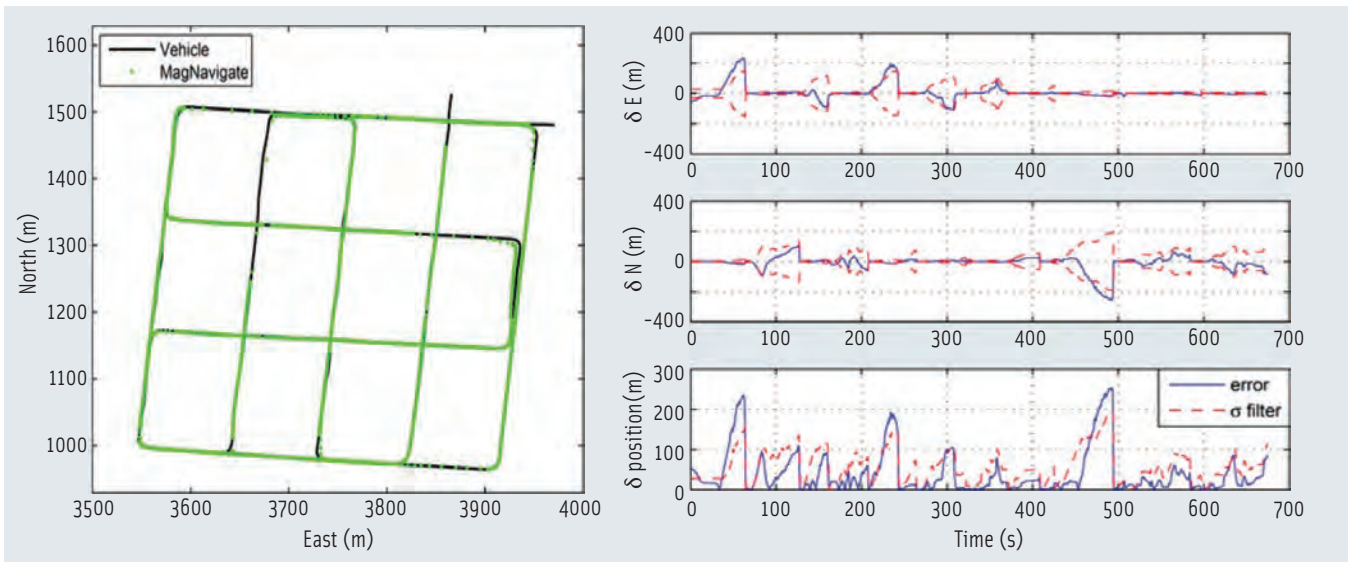 1600
1500
1400
1300
1200
1100
1000
North (m)
Vehicle
MagNavigate
3500 3600 3700 3800 3900 4000
East (m)
400
0
-400
δ E (m)
0 100 200 300 400 500 600 700
400
0
-400
δ N (m)
0 100 200 300 400 500 600 700
300
200
100
0
δ position(m)
error
σ filter
0 100 200 300 400 500 600 700
Time (s)